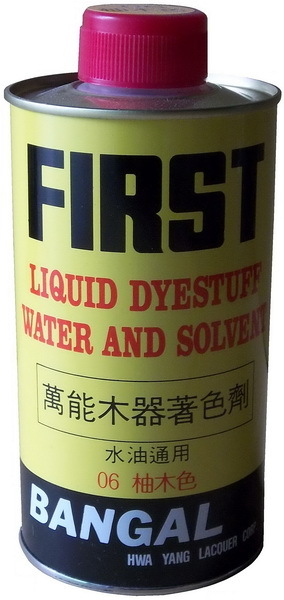 FIRST
LIQUID DYESTUFF
WATER AND SOLVENT
萬能木器著色劑
水油通用
06 柚木色
BANGAL
HWA YANG LACQUER CORP